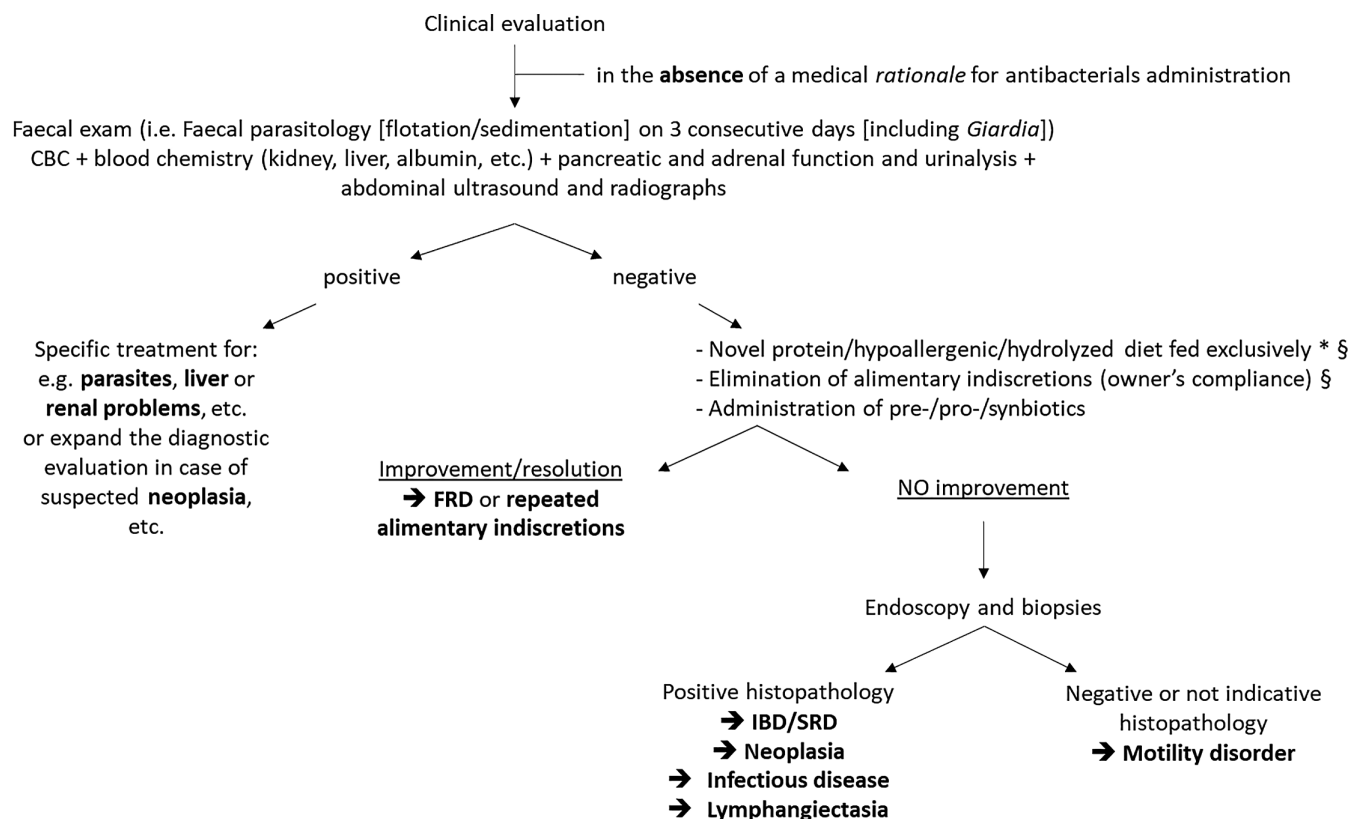 Clinical evaluation
in the absence of a medical rationale for antibacterials administration
Faecal exam (i.e. Faecal parasitology [flotation/sedimentation] on 3 consecutive days [including Giardia])
CBC + blood chemistry (kidney, liver, albumin, etc.) + pancreatic and adrenal function and urinalysis +
abdominal ultrasound and radiographs
positive
negative
Specific treatment for:
e.g. parasites, liver or
renal problems, etc.
or expand the diagnostic
evaluation in case of
suspected neoplasia,
etc.
- Novel protein/hypoallergenic/hydrolyzed diet fed exclusively * §
- Elimination of alimentary indiscretions (owner's compliance) §
- Administration of pre-/pro-/synbiotics
Improvement/resolution
➔ FRD or repeated
alimentary indiscretions
NO improvement
Endoscopy and biopsies
Positive histopathology
➔ IBD/SRD
➔ Neoplasia
➔ Infectious disease
➔ Lymphangiectasia
Negative or not indicative
histopathology
➔ Motility disorder